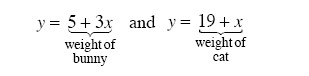 y = 5 + 3x and y = 19 + x
weight of bunny
weight of cat